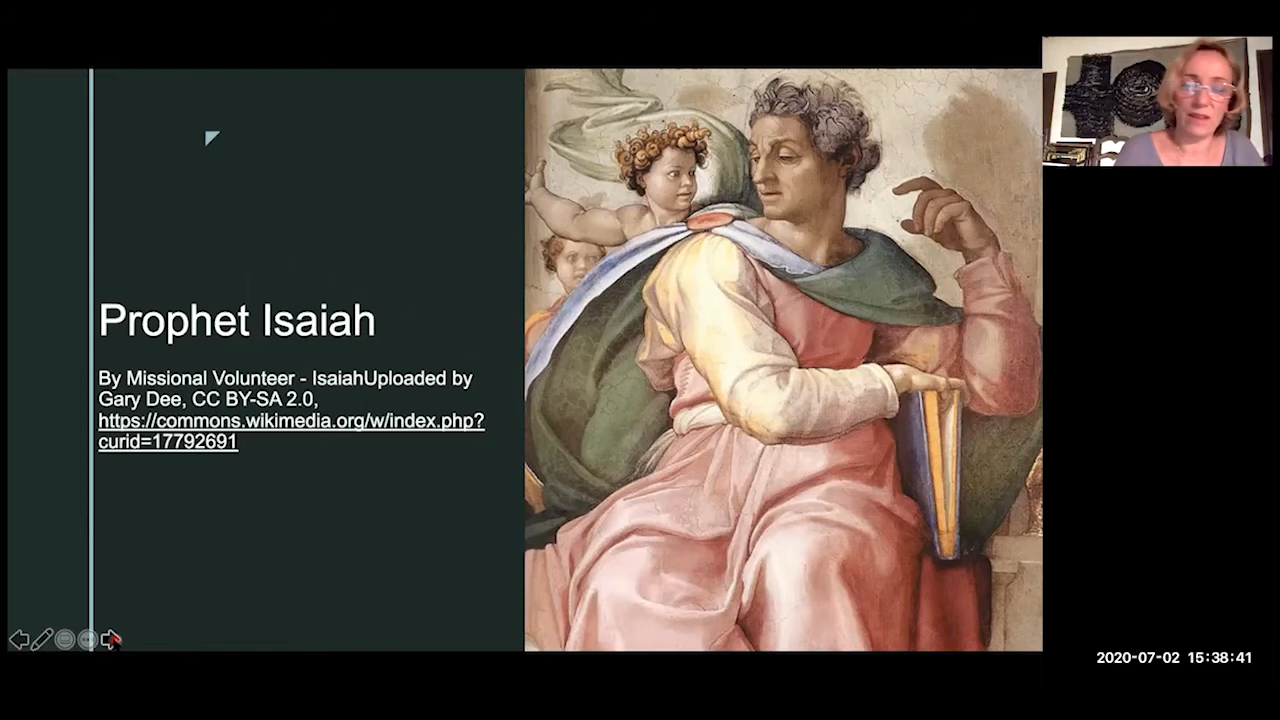 Prophet Isaiah
By Missional Volunteer - IsaiahUploaded by
Gary Dee, CC BY-SA 2.0,
https://commons.wikimedia.org/w/index.php?
curid=17792691
2020-07-02 15:38:41